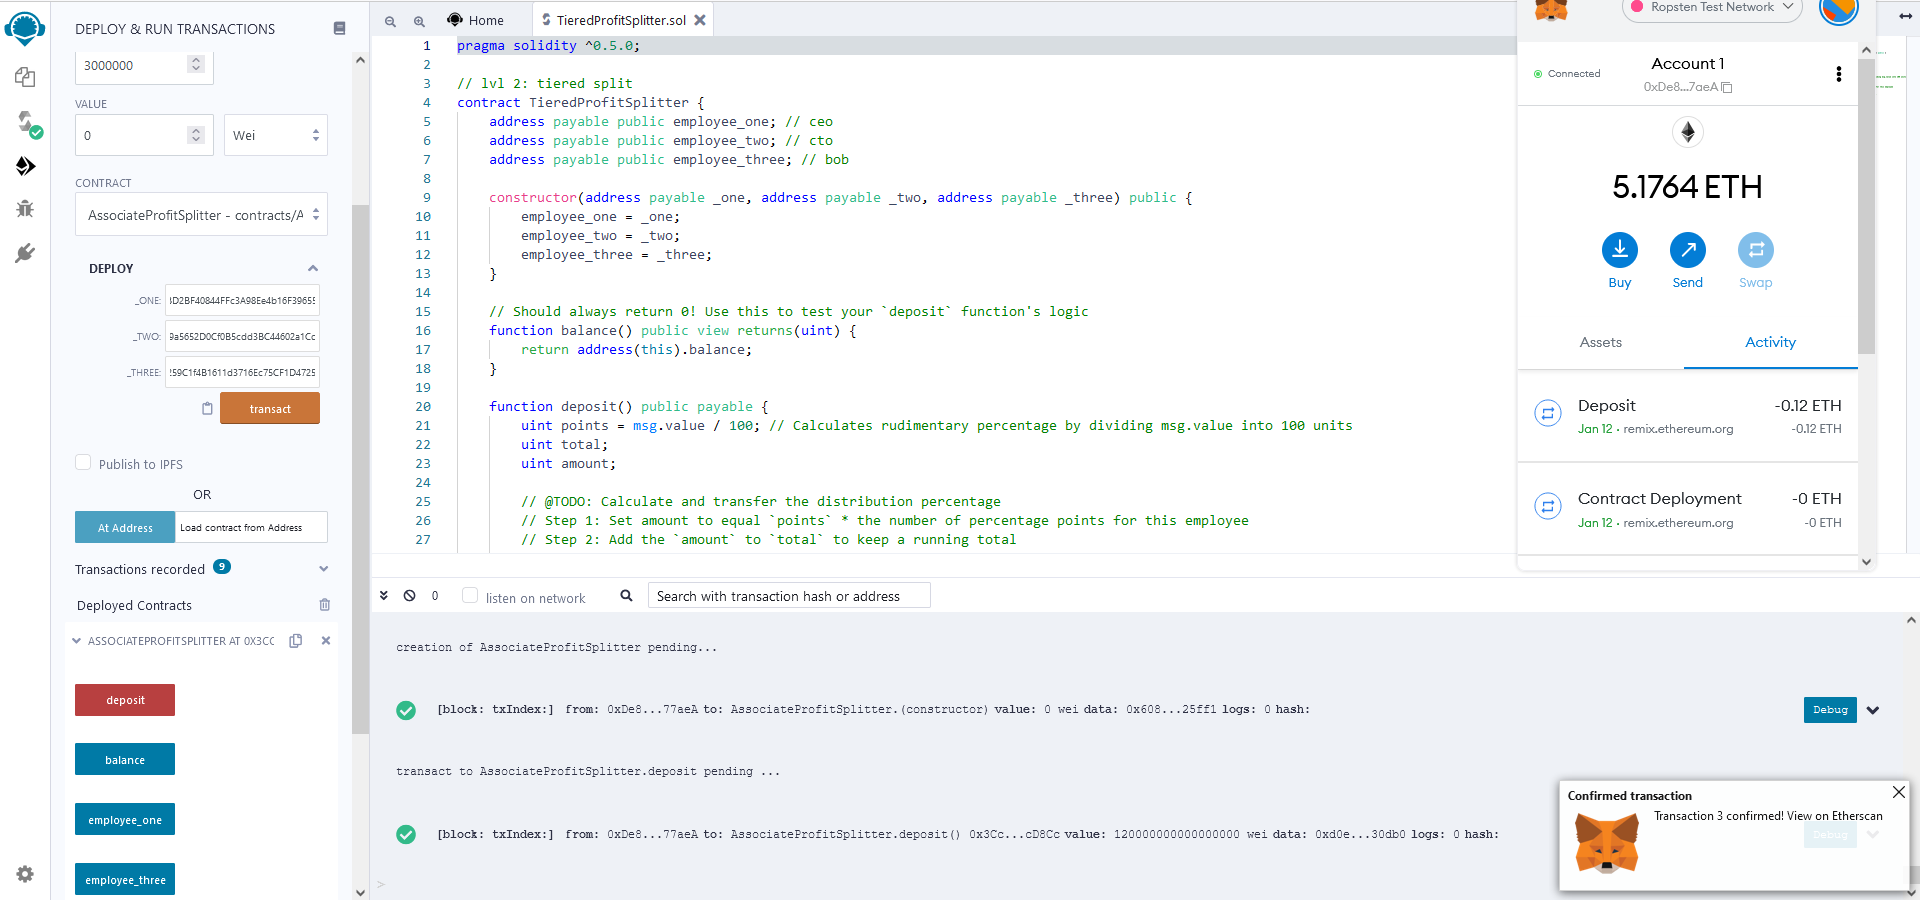 DEPLOY & RUN TRANSACTIONS
3000000
VALUE
0
Wei
CONTRACT
AssociateProfitSplitter - contracts/A
DEPLOY
_ONE:
_TWO: 9a5652D0Cf0B5cdd3BC44602a1Cc
_THREE: !59C1f4B1611d3716Ec75CF1D4725
transact
Publish to IPFS
OR
At Address
Load contract from Address
Transactions recorded 9
Deployed Contracts
ASSOCIATEPROFITSPLITTER AT 0X3CC
deposit
balance
employee_one
employee_three
Home
TieredProfitSplitter.sol
1 pragma solidity ^0.5.0;
2
3 // lvl 2: tiered split
4 contract TieredProfitSplitter {
5 address payable public employee_one; // ceo
6 address payable public employee_two; // cto
7 address payable public employee_three; // bob
8
9 constructor(address payable _one, address payable _two, address payable _three) public {
10 employee_one = _one;
11 employee_two = _two;
12 employee_three = _three;
13 }
14
15 // Should always return 0! Use this to test your `deposit` function's logic
16 function balance() public view returns(uint) {
17 return address(this).balance;
18 }
19
20 function deposit() public payable {
21 uint points = msg.value / 100; // Calculates rudimentary percentage by dividing msg.value into 100 units
22 uint total;
23 uint amount;
24
25 // @TODO: Calculate and transfer the distribution percentage
26 // Step 1: Set amount to equal `points` * the number of percentage points for this employee
27 // Step 2: Add the `amount` to `total` to keep a running total
0
listen on network
Search with transaction hash or address
creation of AssociateProfitSplitter pending...
[block: txIndex:] from: 0xDe8...77aeA to: AssociateProfitSplitter.(constructor) value: 0 wei data: 0x608...25ff1 logs: 0 hash:
Debug
transact to AssociateProfitSplitter.deposit pending ...
[block: txIndex:] from: 0xDe8...77aeA to: AssociateProfitSplitter.deposit() 0x3Cc...cD8Cc value: 120000000000000000 wei data: 0xd0e...30db0 logs: 0 hash:
Debug
>
Ropsten Test Network
Connected
Account 1
0xDe8...7aeA
5.1764 ETH
Buy
Send
Swap
Assets
Activity
Deposit
-0.12 ETH
Jan 12 · remix.ethereum.org
-0.12 ETH
Contract Deployment
-0 ETH
Jan 12 · remix.ethereum.org
-0 ETH
Confirmed transaction
Transaction 3 confirmed! View on Etherscan